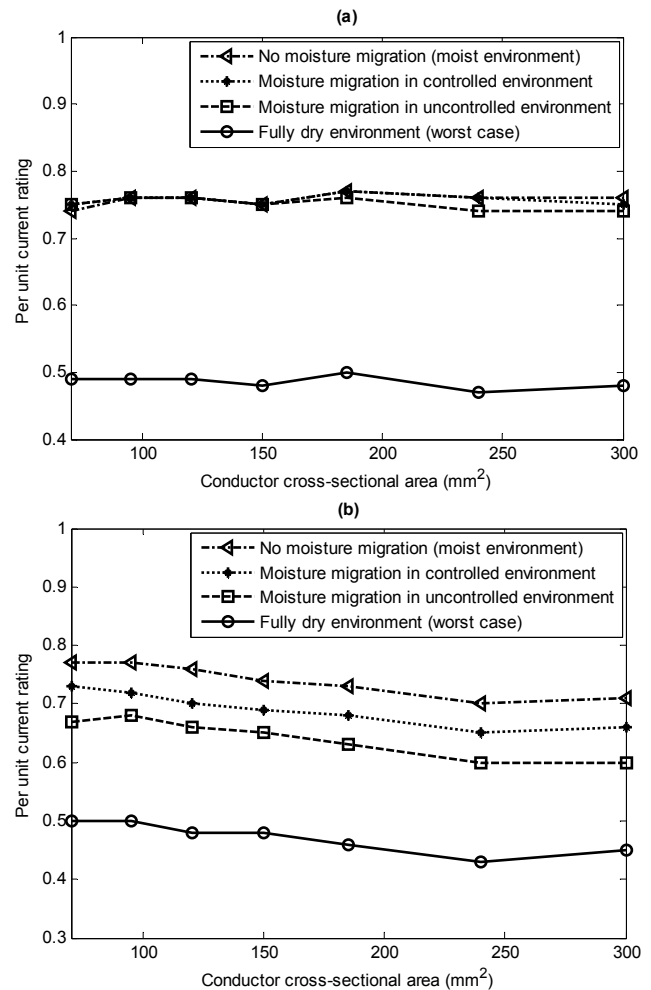 (a)
1
0.9
0.8
0.7
0.6
0.5
0.4
Per unit current rating
No moisture migration (moist environment)
Moisture migration in controlled environment
Moisture migration in uncontrolled environment
Fully dry environment (worst case)
100 150 200 250 300
Conductor cross-sectional area (mm²)
(b)
1
0.9
0.8
0.7
0.6
0.5
0.4
0.3
Per unit current rating
No moisture migration (moist environment)
Moisture migration in controlled environment
Moisture migration in uncontrolled environment
Fully dry environment (worst case)
100 150 200 250 300
Conductor cross-sectional area (mm²)